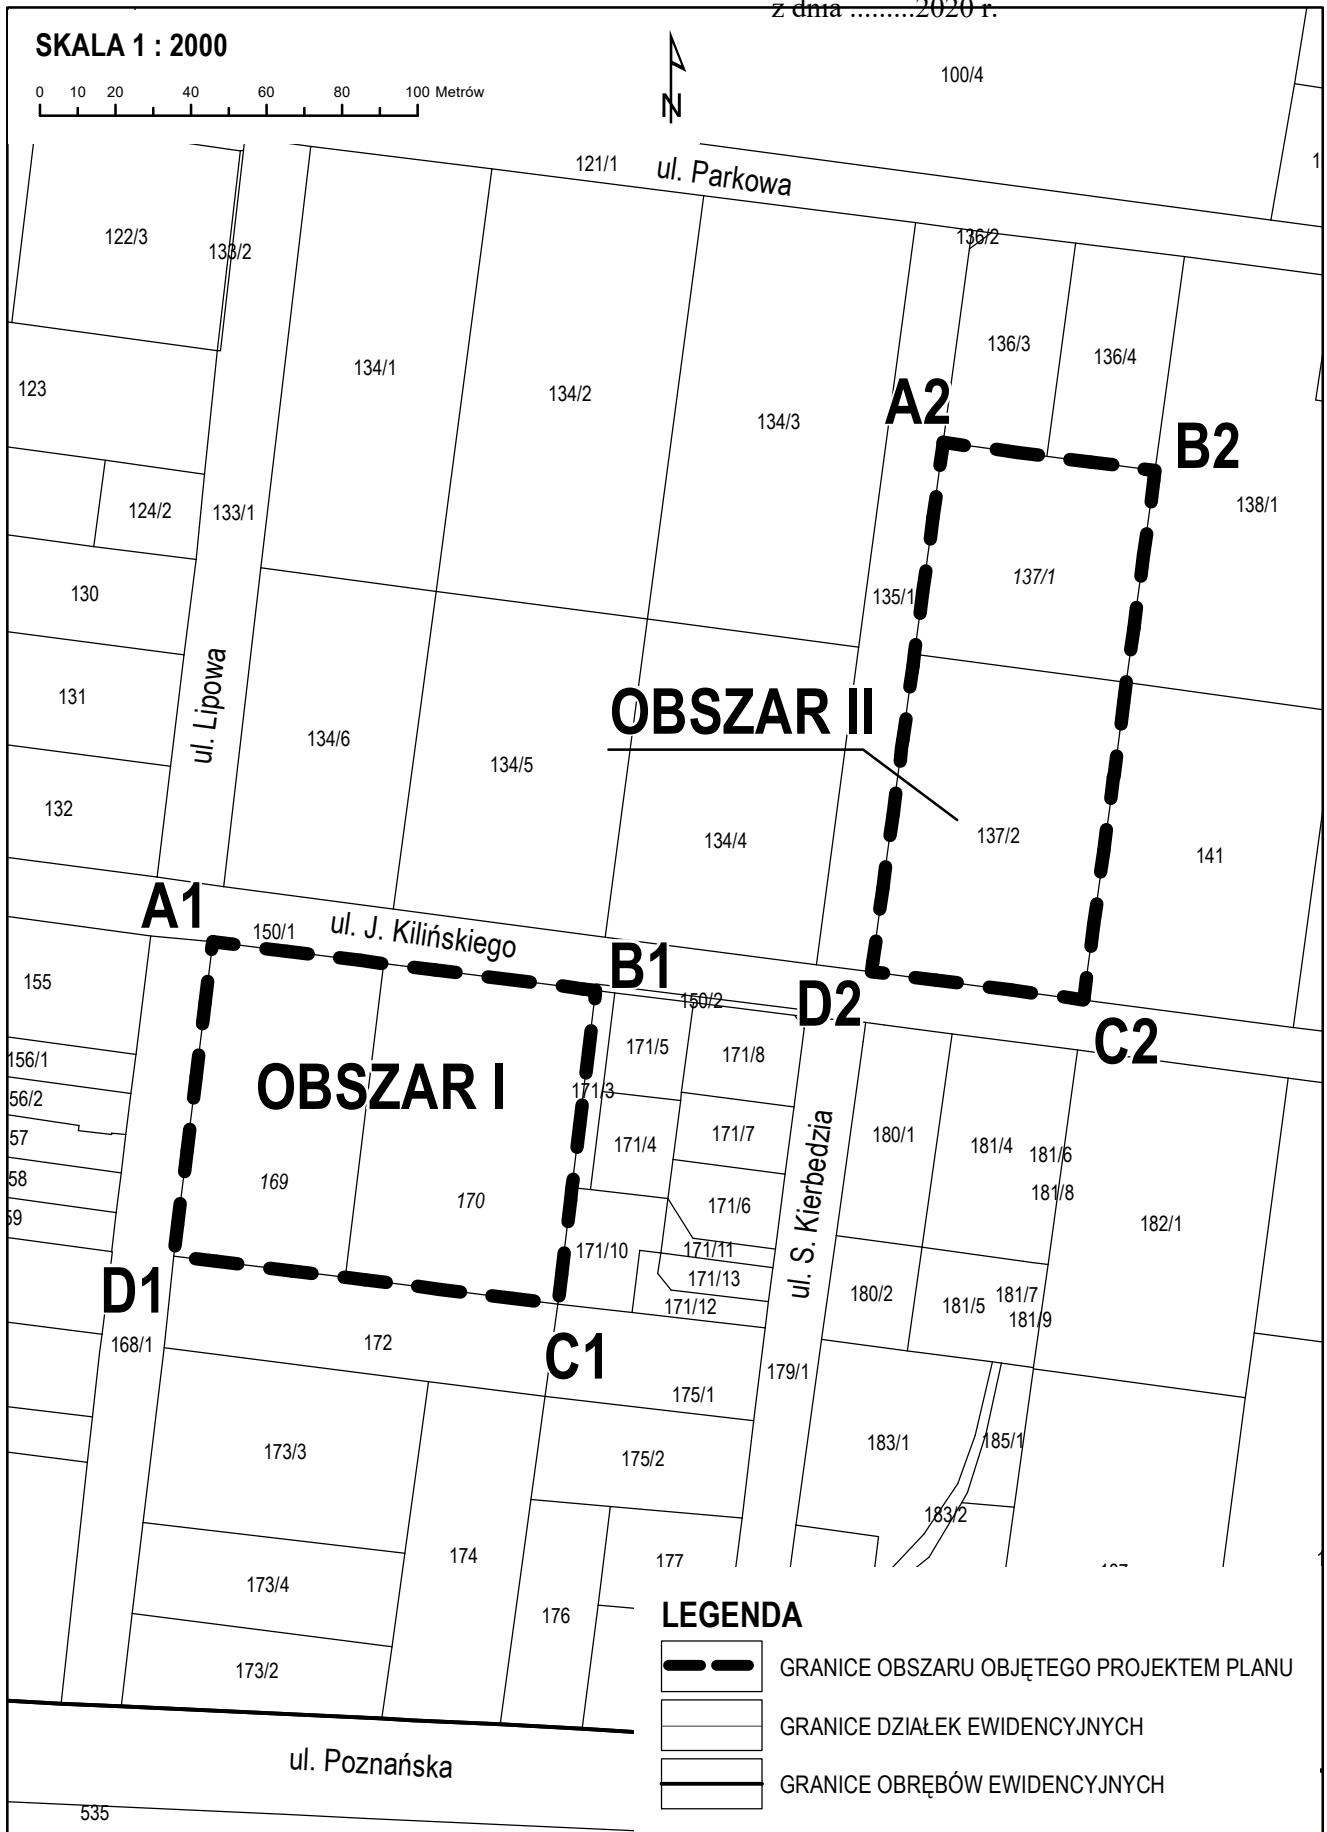 z dnia .........2020 r.
SKALA 1 : 2000
0 10 20 40 60 80 100 Metrów
N
100/4
121/1
ul. Parkowa
122/3
133/2
136/2
136/3
136/4
134/1
134/2
134/3
123
A2
B2
138/1
124/2
133/1
137/1
130
135/1
131
ul. Lipowa
OBSZAR II
134/6
134/5
132
134/4
137/2
141
A1
150/1
ul. J. Kilińskiego
B1
150/2
D2
C2
155
156/1
56/2
57
58
59
OBSZAR I
171/5
171/8
171/3
171/4
171/7
171/6
169
170
171/10
171/11
171/13
171/12
ul. S. Kierbedzia
180/1
181/4
181/6
181/8
182/1
180/2
181/5
181/7
181/9
D1
168/1
172
C1
175/1
179/1
173/3
175/2
183/1
185/1
183/2
174
177
173/4
176
173/2
LEGENDA
GRANICE OBSZARU OBJĘTEGO PROJEKTEM PLANU
GRANICE DZIAŁEK EWIDENCYJNYCH
GRANICE OBRĘBÓW EWIDENCYJNYCH
ul. Poznańska
535